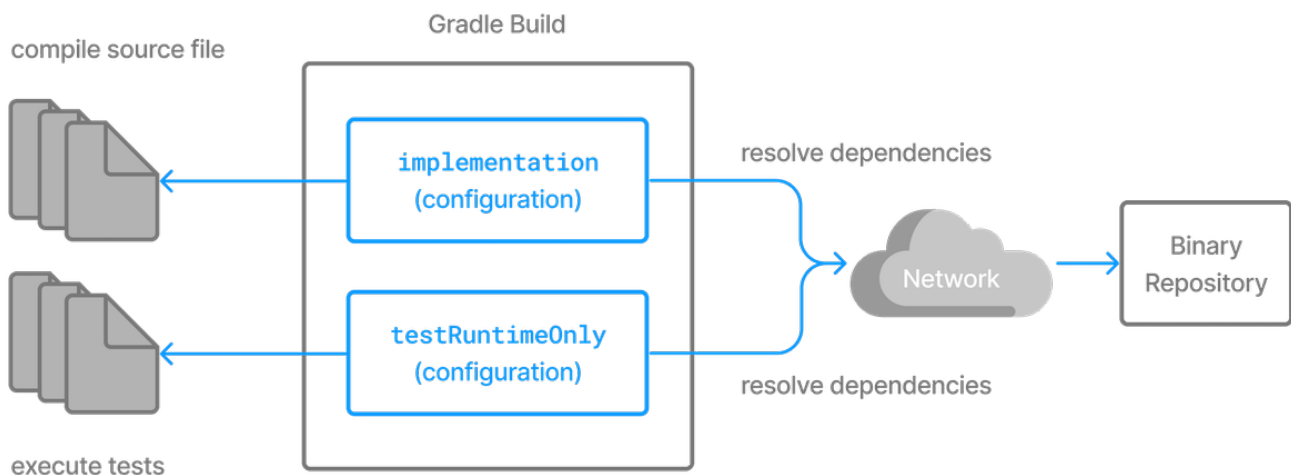 Gradle Build
compile source file
implementation
(configuration)
resolve dependencies
Network
Binary
Repository
testRuntimeOnly
(configuration)
resolve dependencies
execute tests